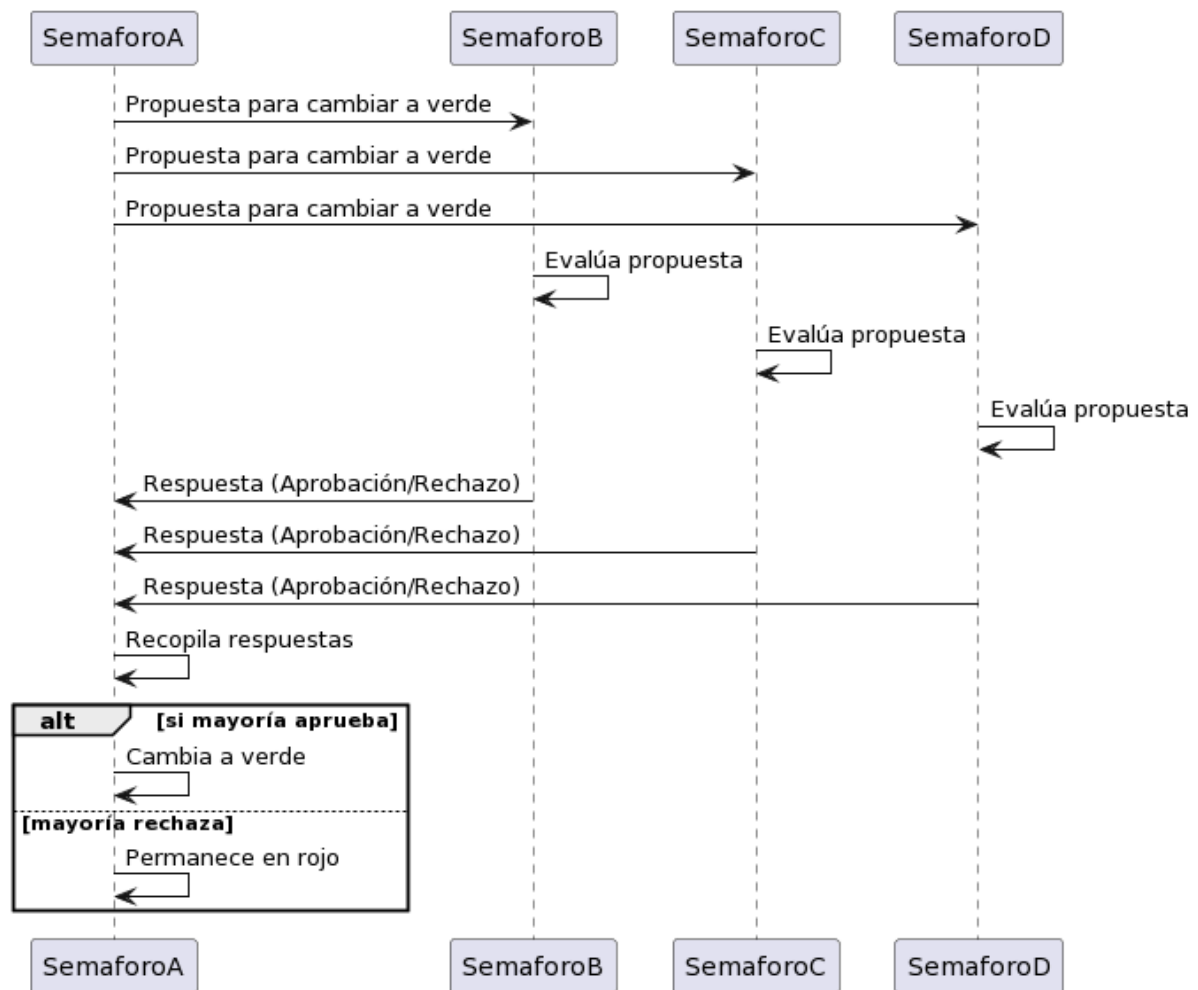 SemaforoA SemaforoB SemaforoC SemaforoD
Propuesta para cambiar a verde
Propuesta para cambiar a verde
Propuesta para cambiar a verde
Evalúa propuesta
Evalúa propuesta
Evalúa propuesta
Respuesta (Aprobación/Rechazo)
Respuesta (Aprobación/Rechazo)
Respuesta (Aprobación/Rechazo)
Recopila respuestas
alt [si mayoría aprueba]
Cambia a verde
[mayoría rechaza]
Permanece en rojo
SemaforoA SemaforoB SemaforoC SemaforoD